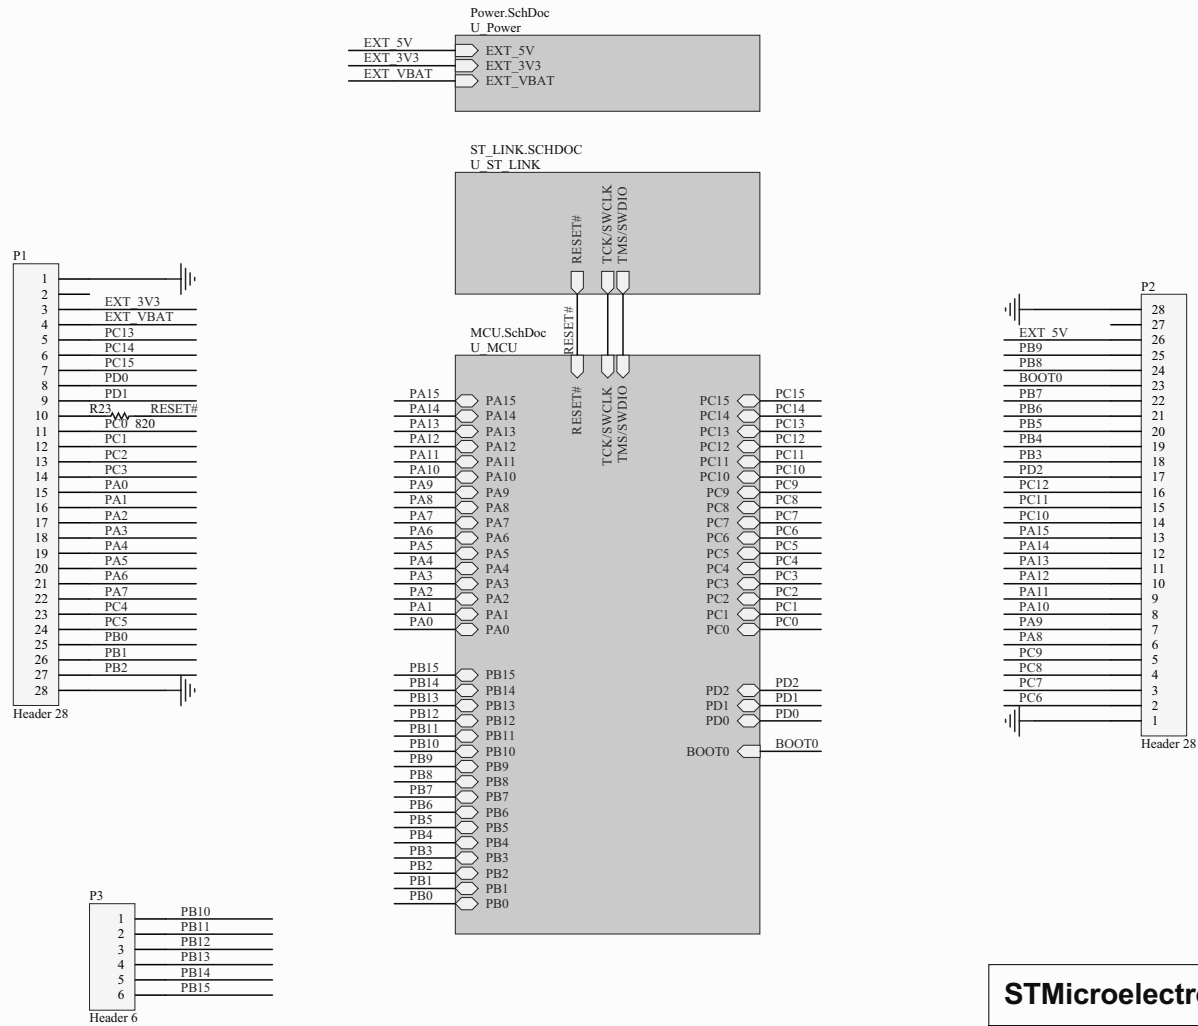 Power.SchDoc
U_Power
EXT_5V EXT_5V
EXT_3V3 EXT_3V3
EXT_VBAT EXT_VBAT
ST_LINK.SCHDOC
U_ST_LINK
RESET#
TCK/SWCLK
TMS/SWDIO
RESET#
P1
1
2
3 EXT_3V3
4 EXT_VBAT
5 PC13
6 PC14
7 PC15
8 PD0
9 PD1
10 R23 RESET#
11 PC0 820
12 PC1
13 PC2
14 PC3
15 PA0
16 PA1
17 PA2
18 PA3
19 PA4
20 PA5
21 PA6
22 PA7
23 PC4
24 PC5
25 PB0
26 PB1
27 PB2
28
Header 28
MCU.SchDoc
U_MCU
RESET#
TCK/SWCLK
TMS/SWDIO
PA15 PA15 PC15 PC15
PA14 PA14 PC14 PC14
PA13 PA13 PC13 PC13
PA12 PA12 PC12 PC12
PA11 PA11 PC11 PC11
PA10 PA10 PC10 PC10
PA9 PA9 PC9 PC9
PA8 PA8 PC8 PC8
PA7 PA7 PC7 PC7
PA6 PA6 PC6 PC6
PA5 PA5 PC5 PC5
PA4 PA4 PC4 PC4
PA3 PA3 PC3 PC3
PA2 PA2 PC2 PC2
PA1 PA1 PC1 PC1
PA0 PA0 PC0 PC0
PB15 PB15
PB14 PB14 PD2 PD2
PB13 PB13 PD1 PD1
PB12 PB12 PD0 PD0
PB11 PB11
PB10 PB10 BOOT0 BOOT0
PB9 PB9
PB8 PB8
PB7 PB7
PB6 PB6
PB5 PB5
PB4 PB4
PB3 PB3
PB2 PB2
PB1 PB1
PB0 PB0
P2
28
27
EXT_5V 26
PB9 25
PB8 24
BOOT0 23
PB7 22
PB6 21
PB5 20
PB4 19
PB3 18
PD2 17
PC12 16
PC11 15
PC10 14
PA15 13
PA14 12
PA13 11
PA12 10
PA11 9
PA10 8
PA9 7
PA8 6
PC9 5
PC8 4
PC7 3
PC6 2
1
Header 28
P3
1 PB10
2 PB11
3 PB12
4 PB13
5 PB14
6 PB15
Header 6
STMicroelectr